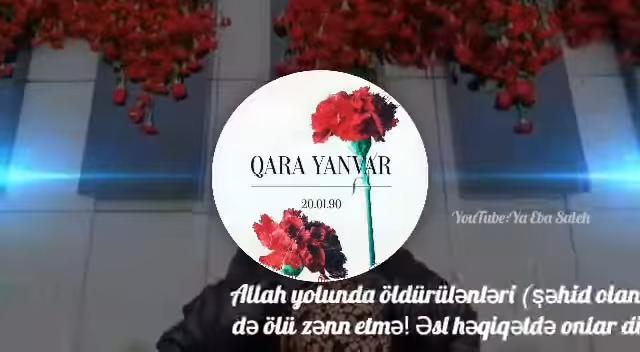 QARA YANVAR
20.01.90
YouTube:Ya Eba Saleh
Allah yolunda öldürülənləri (şəhid olan
də ölü zənn etmə! Əsl həqiqətdə onlar di